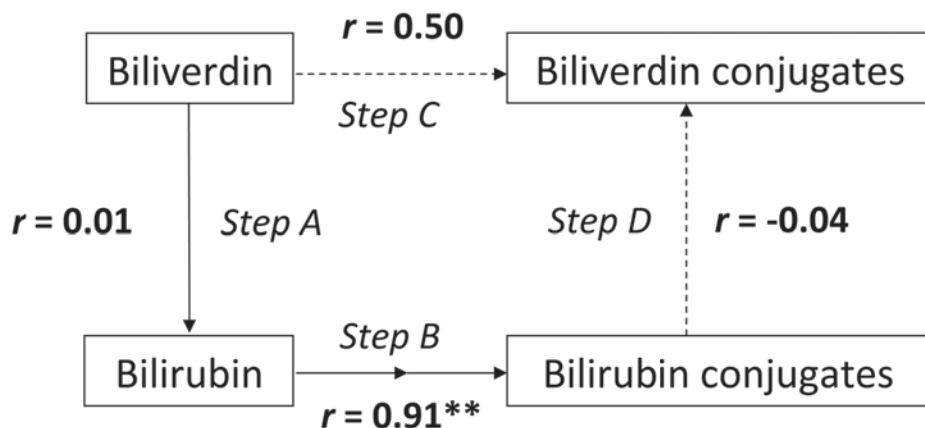 r = 0.50
Biliverdin
Biliverdin conjugates
Step C
r = 0.01
Step A
Step D
r = -0.04
Step B
Bilirubin
Bilirubin conjugates
r = 0.91**